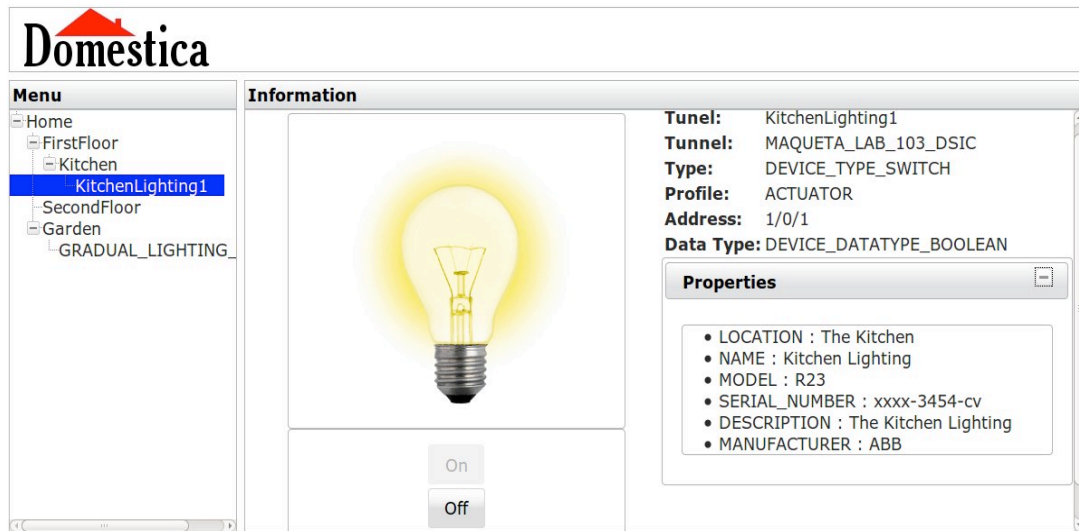 Domestica
Menu
Home
FirstFloor
Kitchen
KitchenLighting1
SecondFloor
Garden
GRADUAL_LIGHTING_
Information
On
Off
Tunel: KitchenLighting1
Tunnel: MAQUETA_LAB_103_DSIC
Type: DEVICE_TYPE_SWITCH
Profile: ACTUATOR
Address: 1/0/1
Data Type: DEVICE_DATATYPE_BOOLEAN
Properties
• LOCATION : The Kitchen
• NAME : Kitchen Lighting
• MODEL : R23
• SERIAL_NUMBER : xxxx-3454-cv
• DESCRIPTION : The Kitchen Lighting
• MANUFACTURER : ABB